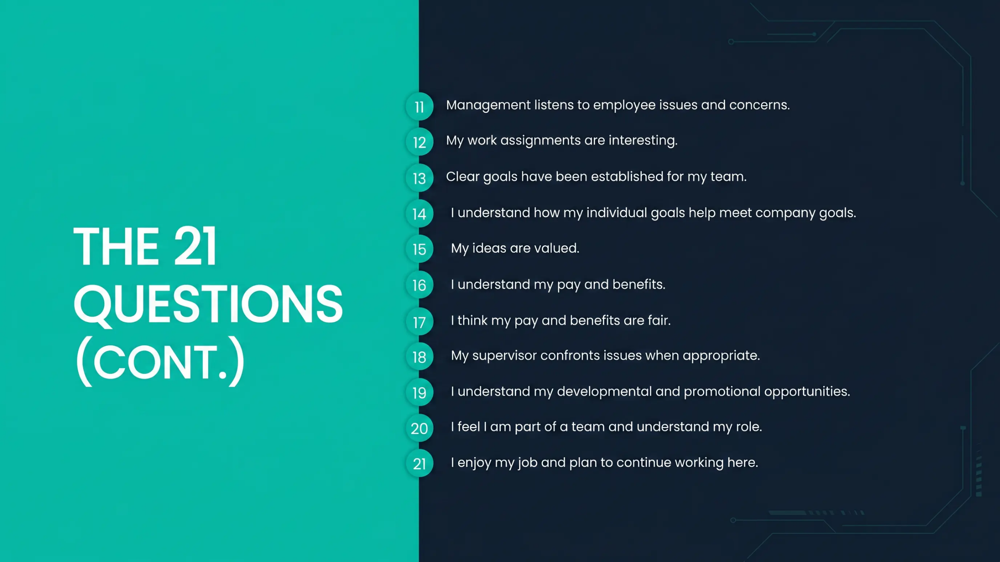 THE 21
QUESTIONS
(CONT.)
11 Management listens to employee issues and concerns.
12 My work assignments are interesting.
13 Clear goals have been established for my team.
14 I understand how my individual goals help meet company goals.
15 My ideas are valued.
16 I understand my pay and benefits.
17 I think my pay and benefits are fair.
18 My supervisor confronts issues when appropriate.
19 I understand my developmental and promotional opportunities.
20 I feel I am part of a team and understand my role.
21 I enjoy my job and plan to continue working here.